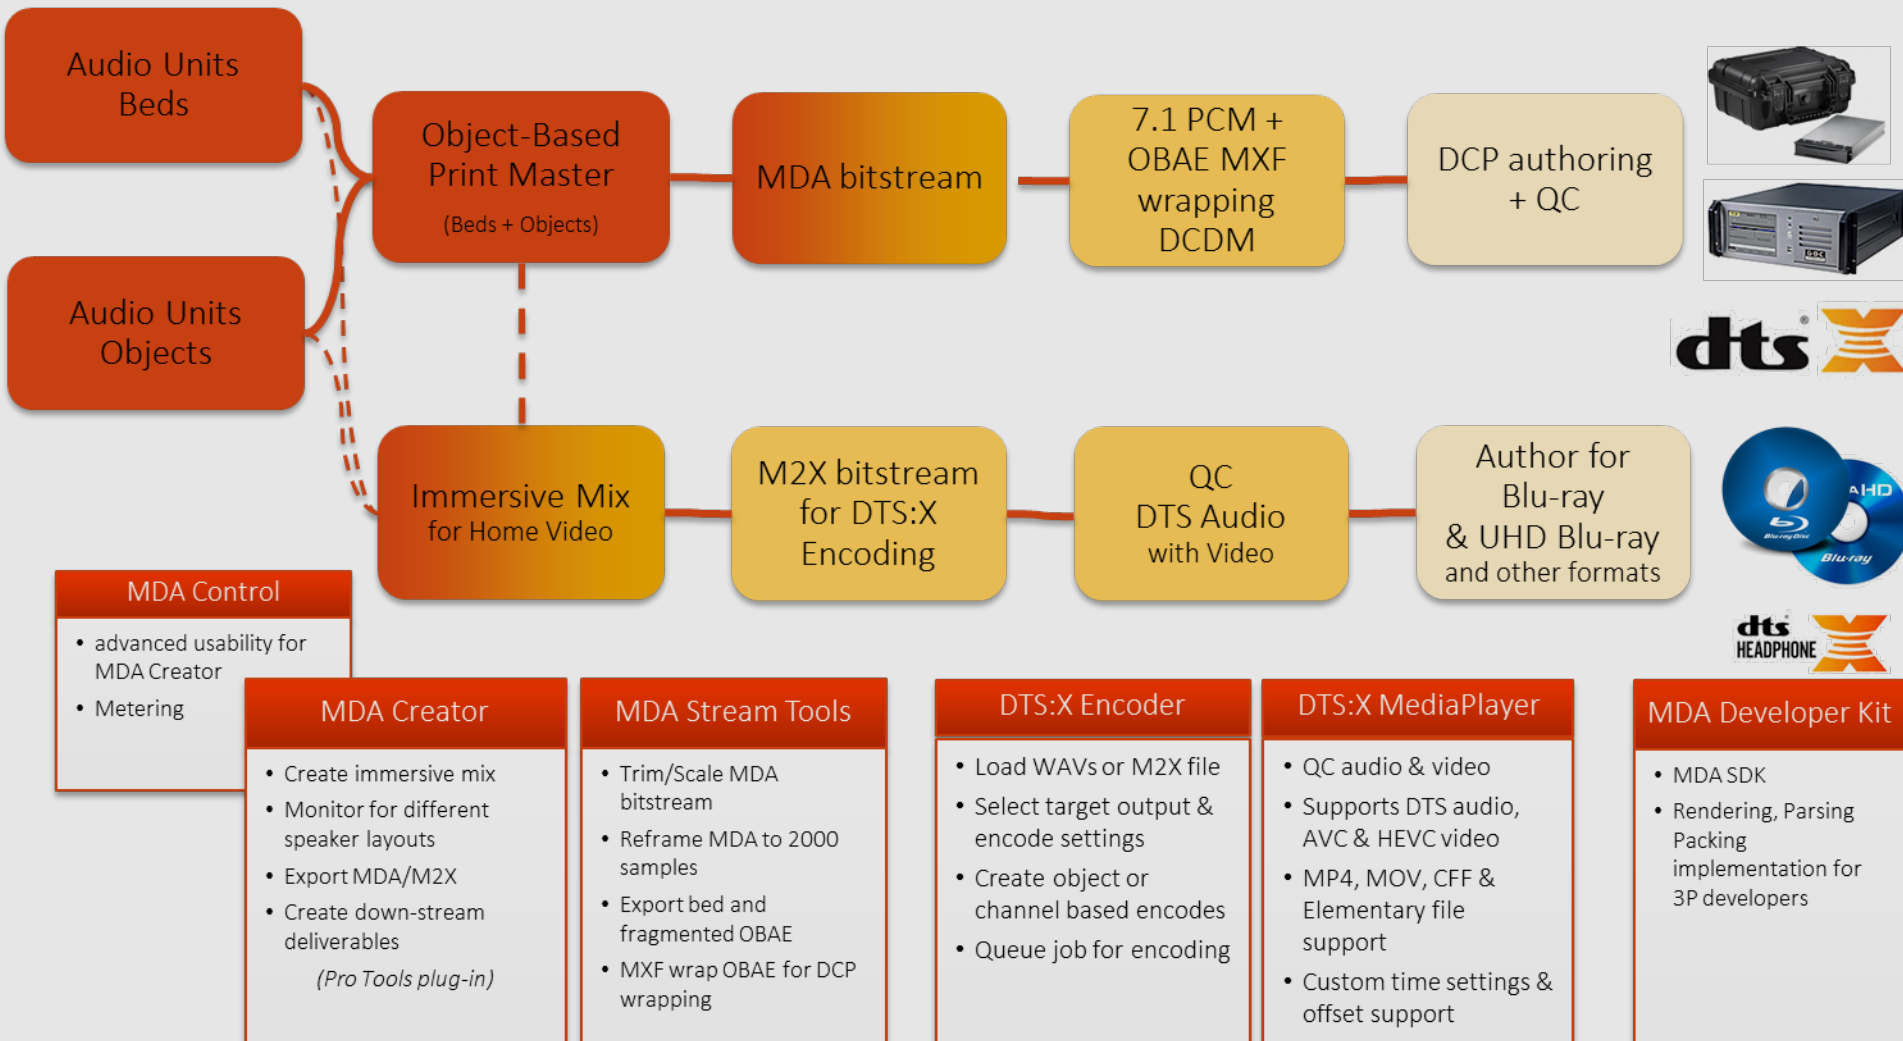 Audio Units
Beds
Audio Units
Objects
Object-Based
Print Master
(Beds + Objects)
MDA bitstream
7.1 PCM +
OBAE MXF
wrapping
DCDM
DCP authoring
+ QC
GDC
dts®
Immersive Mix
for Home Video
M2X bitstream
for DTS:X
Encoding
QC
DTS Audio
with Video
Author for
Blu-ray
& UHD Blu-ray
and other formats
Blu-ray Disc
AHD
Blu-ray
dts
HEADPHONE
MDA Control
• advanced usability for
MDA Creator
• Metering
MDA Creator
• Create immersive mix
• Monitor for different
speaker layouts
• Export MDA/M2X
• Create down-stream
deliverables
(Pro Tools plug-in)
MDA Stream Tools
• Trim/Scale MDA
bitstream
• Reframe MDA to 2000
samples
• Export bed and
fragmented OBAE
• MXF wrap OBAE for DCP
wrapping
DTS:X Encoder
• Load WAVs or M2X file
• Select target output &
encode settings
• Create object or
channel based encodes
• Queue job for encoding
DTS:X MediaPlayer
• QC audio & video
• Supports DTS audio,
AVC & HEVC video
• MP4, MOV, CFF &
Elementary file
support
• Custom time settings &
offset support
MDA Developer Kit
• MDA SDK
• Rendering, Parsing
Packing
implementation for
3P developers